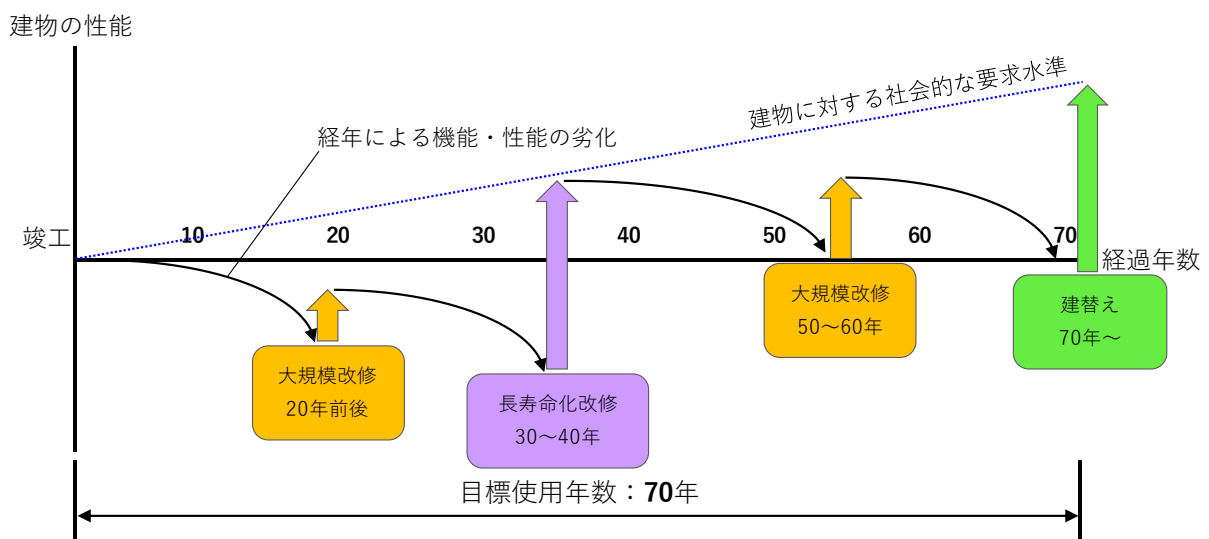 建物の性能
建物に対する社会的な要求水準
経年による機能・性能の劣化
竣工
10
20
30
40
50
60
70
経過年数
大規模改修
20年前後
長寿命化改修
30～40年
大規模改修
50～60年
建替え
70年～
目標使用年数：70年